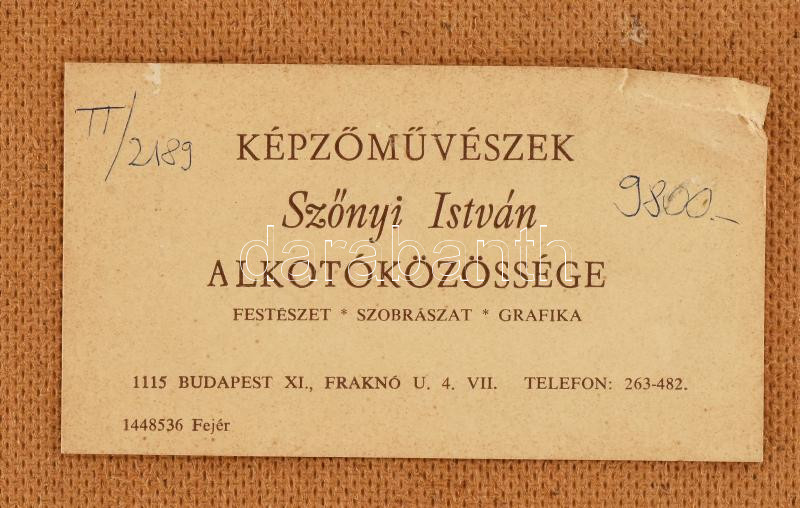 TT/2189
KÉPZŐMŰVÉSZEK
Szőnyi István
9800.-
darabanth
ALKOTÓKÖZÖSSÉGE
FESTÉSZET * SZOBRÁSZAT * GRAFIKA
1115 BUDAPEST XI., FRAKNÓ U. 4. VII. TELEFON: 263-482.
1448536 Fejér